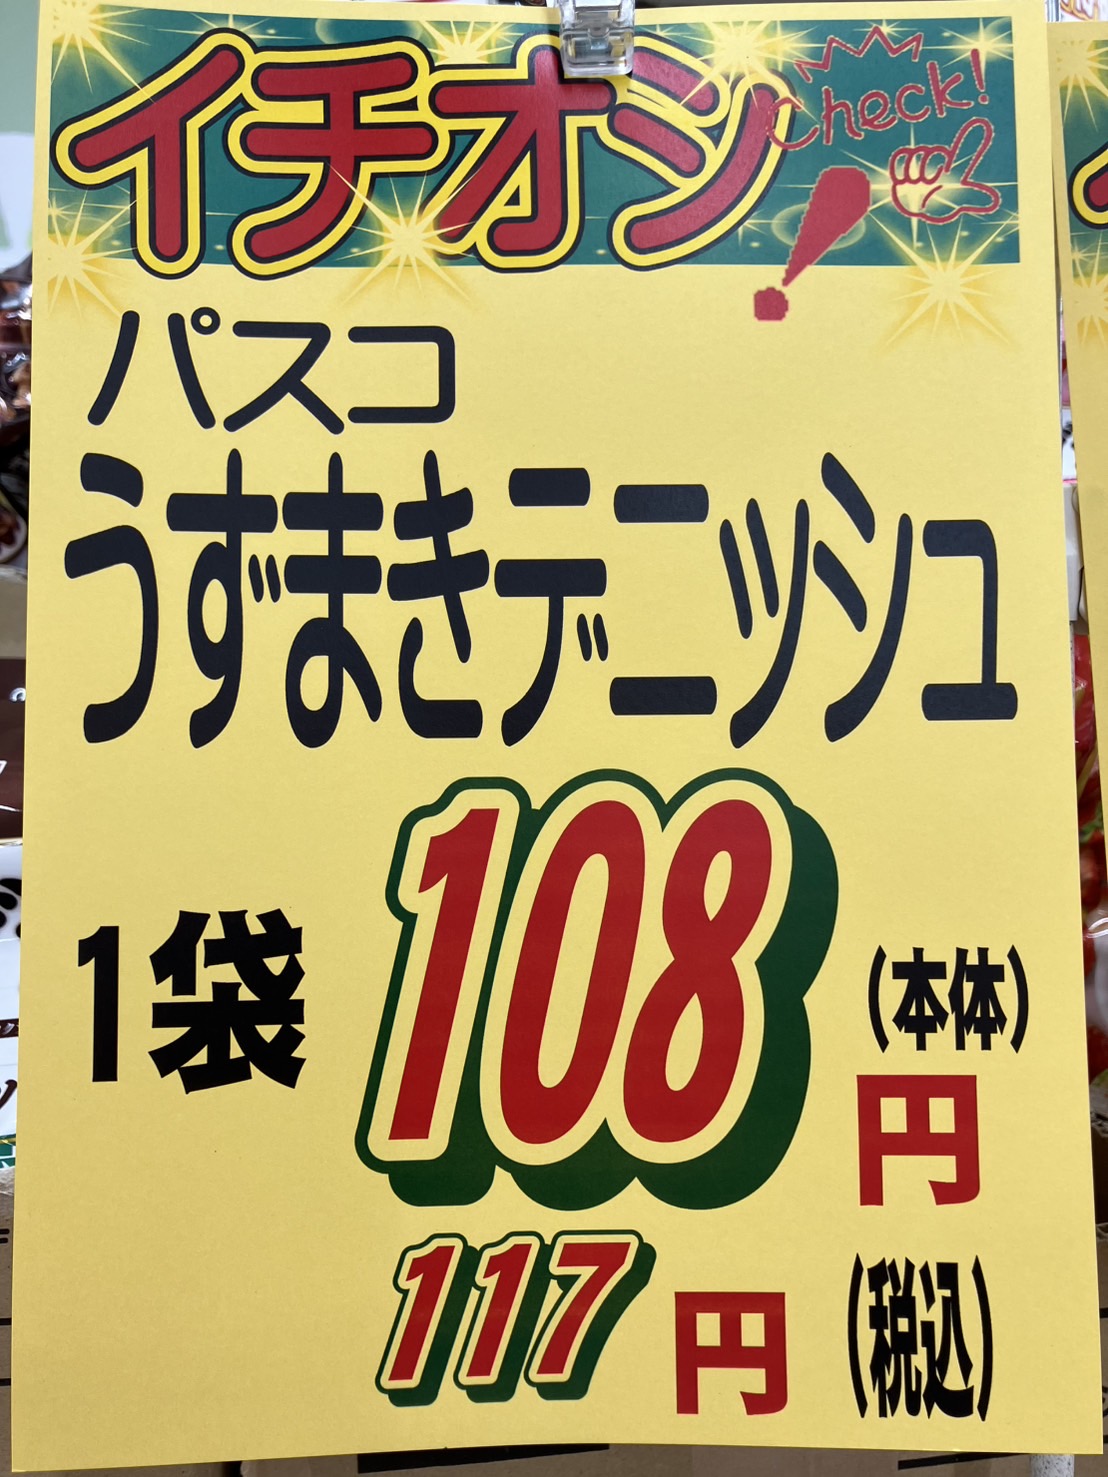 イチオシ
Check!
パスコ
うずまきデニッシュ
1袋
108
(本体)
円
117円
(税込)